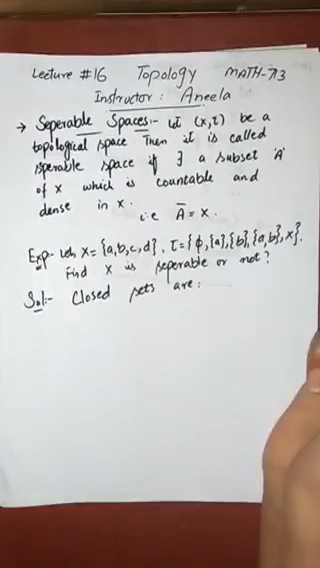 Lecture #16 Topology MATH-713
Instructor : Aneela
→ Seperable Spaces:- Let (X,τ) be a
topological space Then it is called
sperable space if ∃ a subset 'A'
of X which is countable and
dense in X.
i.e Ā = X.
Exp:- Let X = {a,b,c,d}, τ = {ϕ,{a},{b},{a,b},X}.
Find X is seperable or not?
Sol:- Closed sets are: